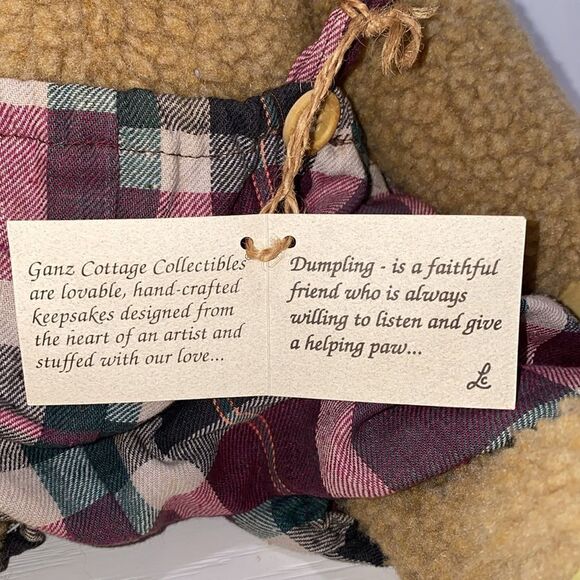 Ganz Cottage Collectibles
are lovable, hand-crafted
keepsakes designed from
the heart of an artist and
stuffed with our love...
Dumpling - is a faithful
friend who is always
willing to listen and give
a helping paw...
Lc